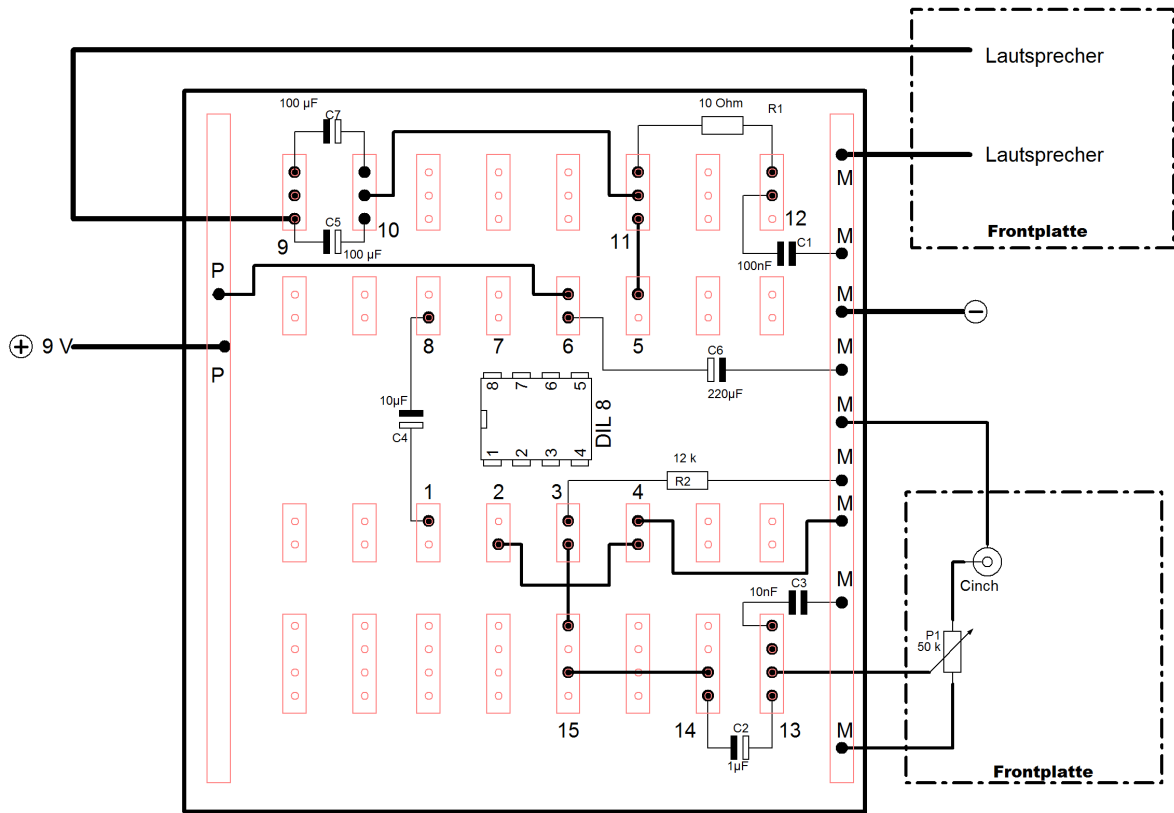 Lautsprecher
100 µF
C7
10 Ohm
R1
Lautsprecher
M
9
C5
10
100 µF
11
12
M
C1
100nF
Frontplatte
P
M
8
7
6
5
+ 9 V
P
C6
220µF
M
8 7 6 5
10µF
C4
DIL 8
1 2 3 4
M
12 k
R2
M
1
2
3
4
M
10nF
C3
M
Cinch
P1
50 k
15
14
C2
13
1µF
M
Frontplatte